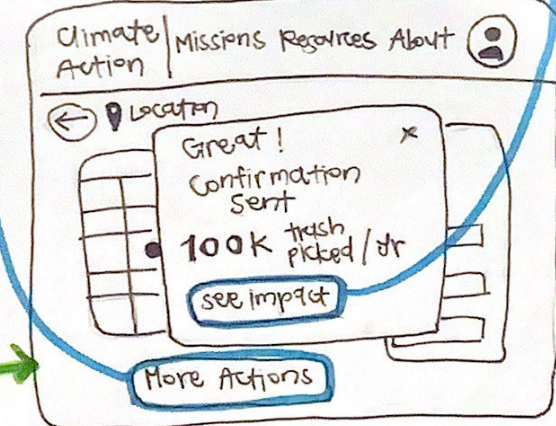 Climate
Action
Missions Resources About
Location
Great! x
Confirmation
Sent
100K trash
picked/yr
see impact
More Actions